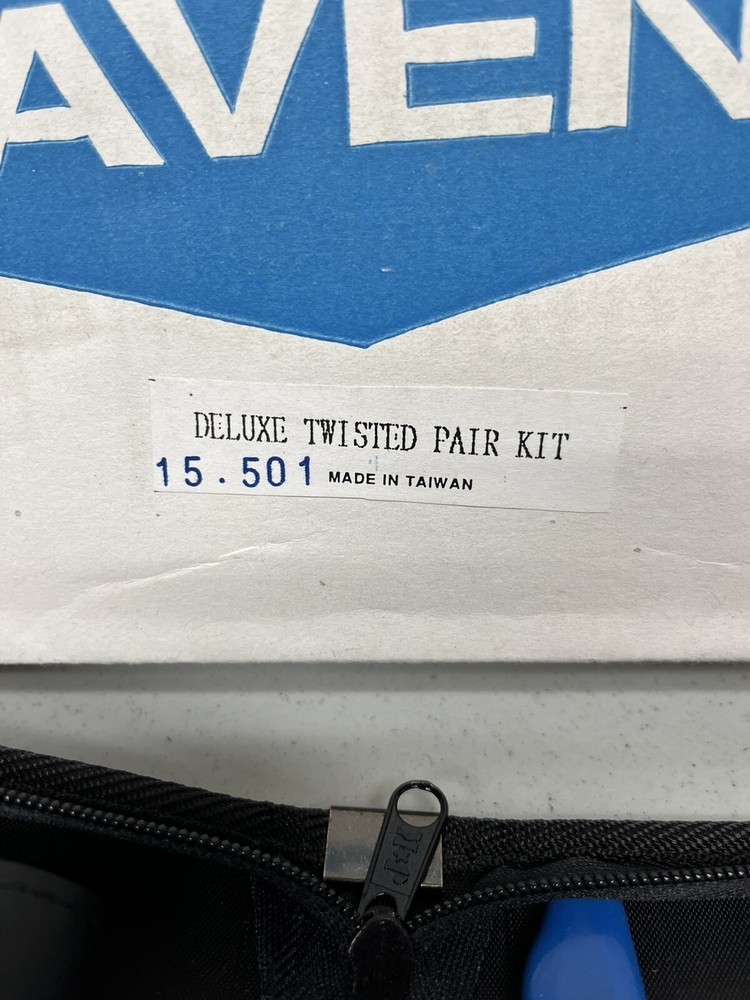 AVEN
DELUXE TWISTED PAIR KIT
15.501 MADE IN TAIWAN